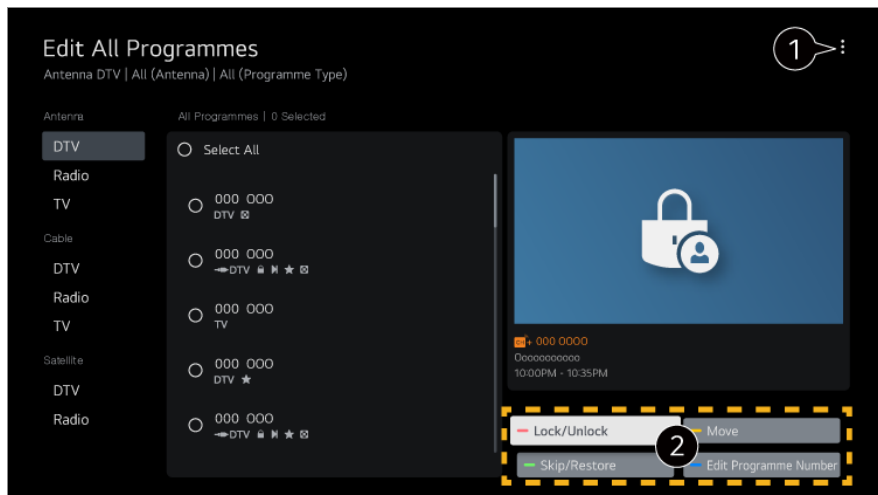 Edit All Programmes
Antenna DTV | All (Antenna) | All (Programme Type)
1
Antenna
DTV
Radio
TV
Cable
DTV
Radio
TV
Satellite
DTV
Radio
All Programmes | 0 Selected
Select All
000 000
DTV
000 000
DTV
000 000
TV
000 000
DTV
000 000
DTV
000 0000
Ooooooooooo
10:00PM - 10:35PM
Lock/Unlock
Move
2
Skip/Restore
Edit Programme Number